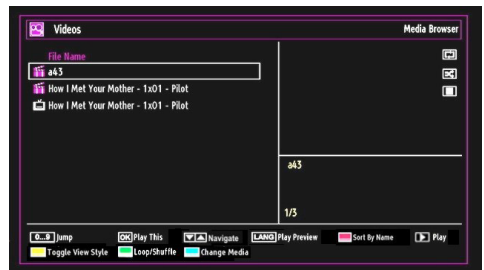 Videos
Media Browser
File Name
a43
How I Met Your Mother - 1x01 - Pilot
How I Met Your Mother - 1x01 - Pilot
a43
1/3
0...9 Jump OK Play This Navigate LANG Play Preview Sort By Name Play
Toggle View Style Loop/Shuffle Change Media